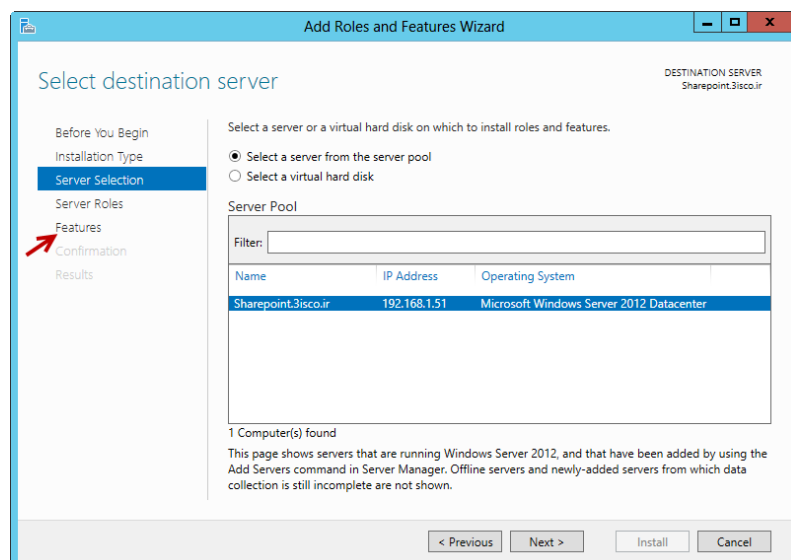 Add Roles and Features Wizard
Select destination server
DESTINATION SERVER
Sharepoint.3isco.ir
Before You Begin
Installation Type
Server Selection
Server Roles
Features
Confirmation
Results
Select a server or a virtual hard disk on which to install roles and features.
Select a server from the server pool
Select a virtual hard disk
Server Pool
Filter:
Name IP Address Operating System
Sharepoint.3isco.ir 192.168.1.51 Microsoft Windows Server 2012 Datacenter
1 Computer(s) found
This page shows servers that are running Windows Server 2012, and that have been added by using the
Add Servers command in Server Manager. Offline servers and newly-added servers from which data
collection is still incomplete are not shown.
< Previous Next > Install Cancel